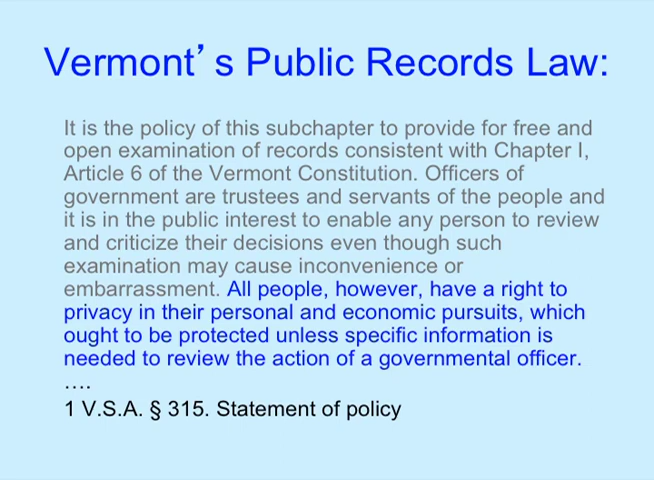 Vermont’s Public Records Law:
It is the policy of this subchapter to provide for free and
open examination of records consistent with Chapter I,
Article 6 of the Vermont Constitution. Officers of
government are trustees and servants of the people and
it is in the public interest to enable any person to review
and criticize their decisions even though such
examination may cause inconvenience or
embarrassment. All people, however, have a right to
privacy in their personal and economic pursuits, which
ought to be protected unless specific information is
needed to review the action of a governmental officer.
….
1 V.S.A. § 315. Statement of policy